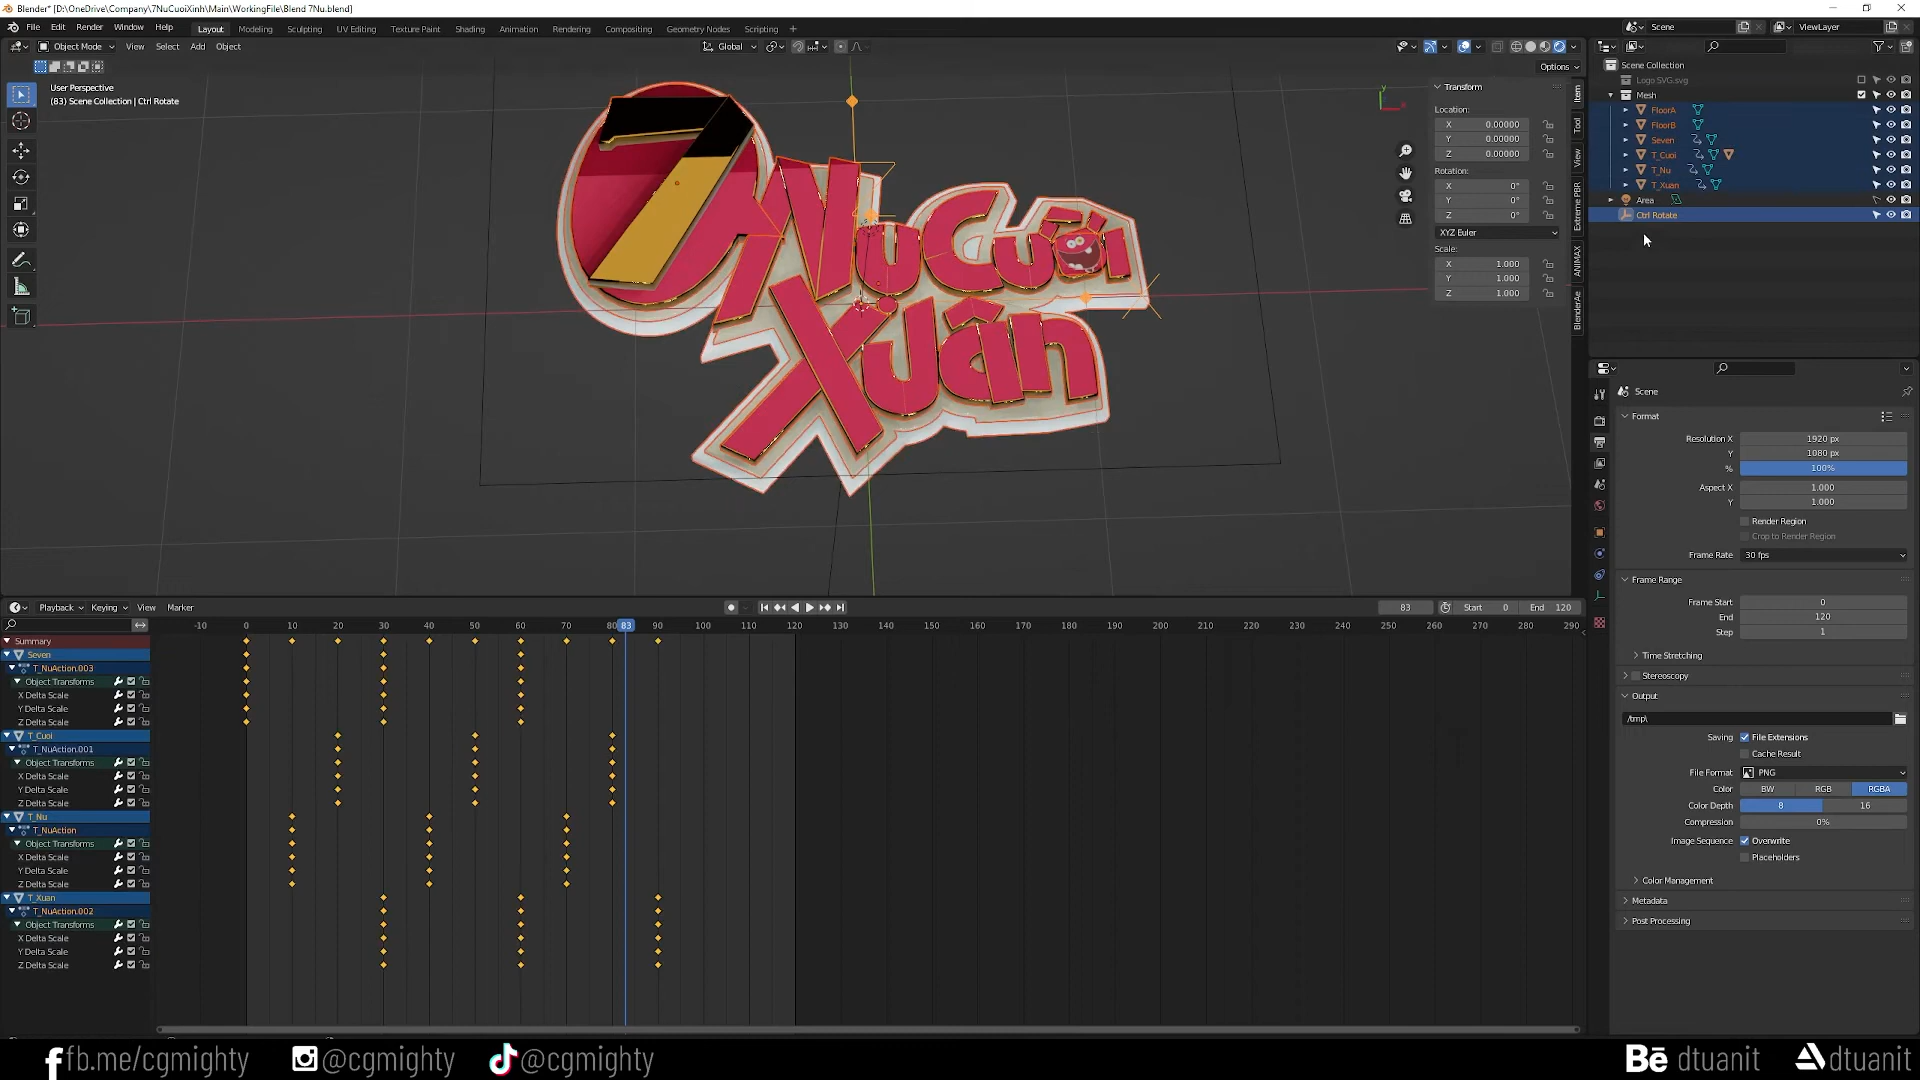 Blender* [D:\OneDrive\Company\7NuCuoiXinh\Main\WorkingFile\Blend 7Nu.blend]
File Edit Render Window Help Layout Modeling Sculpting UV Editing Texture Paint Shading Animation Rendering Compositing Geometry Nodes Scripting + Scene ViewLayer
Object Mode View Select Add Object Global
Options
User Perspective
(83) Scene Collection | Ctrl Rotate
Transform
Location:
X 0.00000
Y 0.00000
Z 0.00000
Rotation:
X 0°
Y 0°
Z 0°
XYZ Euler
Scale:
X 1.000
Y 1.000
Z 1.000
Item
Tool
View
Extreme PBR
ANIMAX
BlenderAe
7 Nụ Cười
Xuân
Scene Collection
Logo SVG.svg
Mesh
FloorA
FloorB
Seven
T_Cuoi
T_Nu
T_Xuan
Area
Ctrl Rotate
Scene
Format
Resolution X 1920 px
Y 1080 px
% 100%
Aspect X 1.000
Y 1.000
Render Region
Crop to Render Region
Frame Rate 30 fps
Frame Range
Frame Start 0
End 120
Step 1
Time Stretching
Stereoscopy
Output
/tmp\
Saving File Extensions
Cache Result
File Format PNG
Color BW RGB RGBA
Color Depth 8 16
Compression 0%
Image Sequence Overwrite
Placeholders
Color Management
Metadata
Post Processing
Playback Keying View Marker 83 Start 0 End 120
-10 0 10 20 30 40 50 60 70 80 83 90 100 110 120 130 140 150 160 170 180 190 200 210 220 230 240 250 260 270 280 290
Summary
Seven
T_NuAction.003
Object Transforms
X Delta Scale
Y Delta Scale
Z Delta Scale
T_Cuoi
T_NuAction.001
Object Transforms
X Delta Scale
Y Delta Scale
Z Delta Scale
T_Nu
T_NuAction
Object Transforms
X Delta Scale
Y Delta Scale
Z Delta Scale
T_Xuan
T_NuAction.002
Object Transforms
X Delta Scale
Y Delta Scale
Z Delta Scale
fb.me/cgmighty @cgmighty @cgmighty Bē dtuanit dtuanit